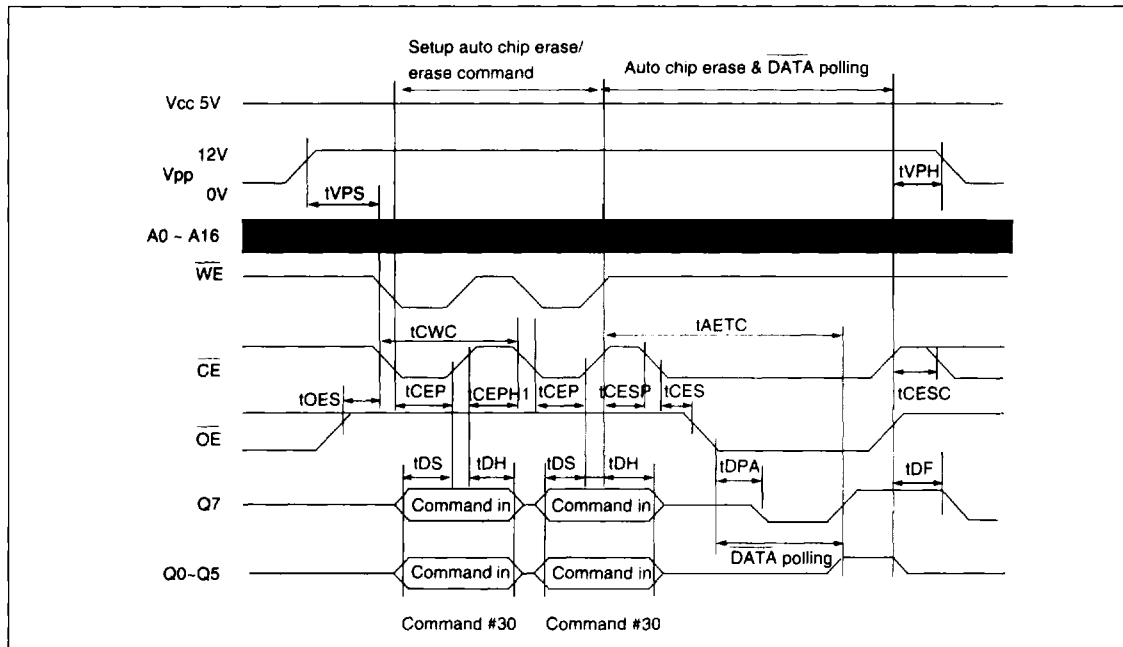 Setup auto chip erase/
erase command
Auto chip erase & DATA polling
Vcc 5V
12V
Vpp
0V
tVPS
tVPH
A0 ~ A16
WE
tCWC
tAETC
CE
tOES
tCEP
tCEPH1
tCEP
tCESP
tCES
tCESC
OE
tDS
tDH
tDS
tDH
tDPA
tDF
Q7
Command in
Command in
DATA polling
Q0~Q5
Command in
Command in
Command #30
Command #30